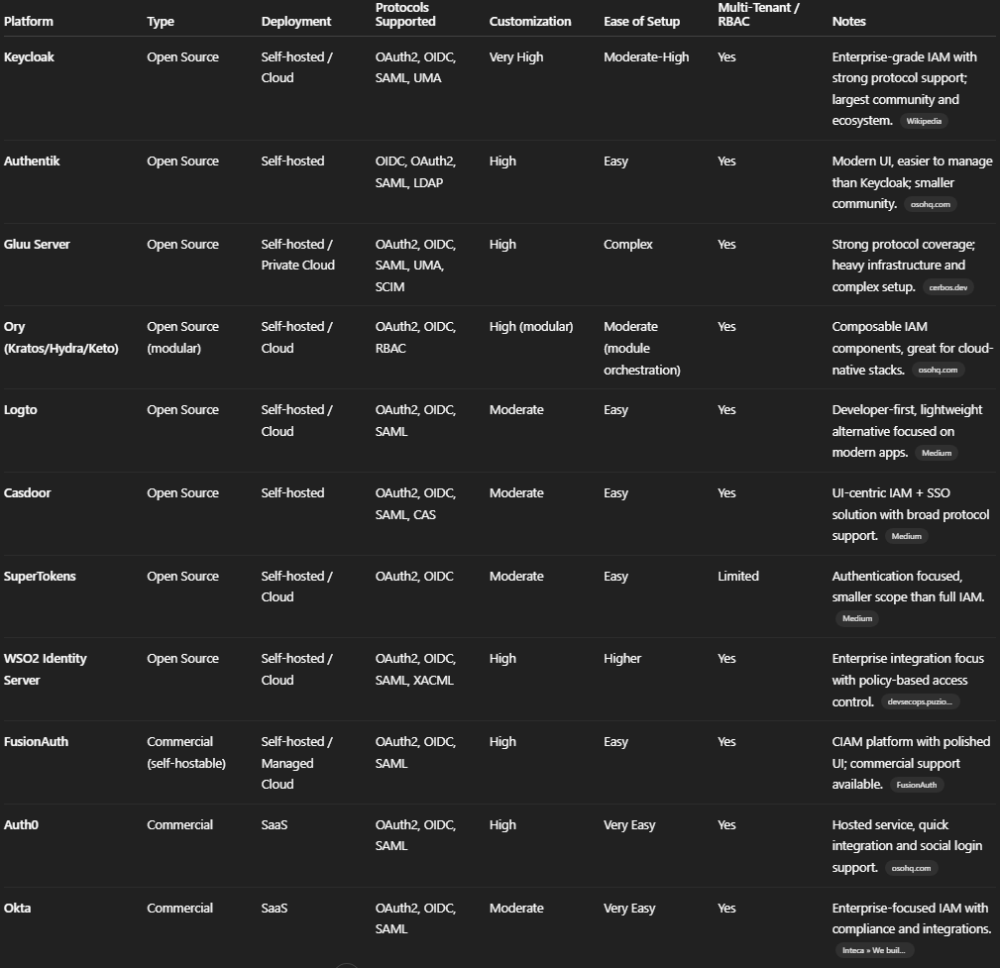 Platform
Type
Deployment
Protocols
Supported
Customization
Ease of Setup
Multi-Tenant /
RBAC
Notes
Keycloak
Open Source
Self-hosted /
Cloud
OAuth2, OIDC,
SAML, UMA
Very High
Moderate-High
Yes
Enterprise-grade IAM with
strong protocol support;
largest community and
ecosystem. Wikipedia
Authentik
Open Source
Self-hosted
OIDC, OAuth2,
SAML, LDAP
High
Easy
Yes
Modern UI, easier to manage
than Keycloak; smaller
community. osohq.com
Gluu Server
Open Source
Self-hosted /
Private Cloud
OAuth2, OIDC,
SAML, UMA,
SCIM
High
Complex
Yes
Strong protocol coverage;
heavy infrastructure and
complex setup. cerbos.dev
Ory
(Kratos/Hydra/Keto)
Open Source
(modular)
Self-hosted /
Cloud
OAuth2, OIDC,
RBAC
High (modular)
Moderate
(module
orchestration)
Yes
Composable IAM
components, great for cloud-
native stacks. osohq.com
Logto
Open Source
Self-hosted /
Cloud
OAuth2, OIDC,
SAML
Moderate
Easy
Yes
Developer-first, lightweight
alternative focused on
modern apps. Medium
Casdoor
Open Source
Self-hosted
OAuth2, OIDC,
SAML, CAS
Moderate
Easy
Yes
UI-centric IAM + SSO
solution with broad protocol
support. Medium
SuperTokens
Open Source
Self-hosted /
Cloud
OAuth2, OIDC
Moderate
Easy
Limited
Authentication focused,
smaller scope than full IAM.
Medium
WSO2 Identity
Server
Open Source
Self-hosted /
Cloud
OAuth2, OIDC,
SAML, XACML
High
Higher
Yes
Enterprise integration focus
with policy-based access
control. devsecops.puzio...
FusionAuth
Commercial
(self-hostable)
Self-hosted /
Managed
Cloud
OAuth2, OIDC,
SAML
High
Easy
Yes
CIAM platform with polished
UI; commercial support
available. FusionAuth
Auth0
Commercial
SaaS
OAuth2, OIDC,
SAML
High
Very Easy
Yes
Hosted service, quick
integration and social login
support. osohq.com
Okta
Commercial
SaaS
OAuth2, OIDC,
SAML
Moderate
Very Easy
Yes
Enterprise-focused IAM with
compliance and integrations.
Inteca » We buil...